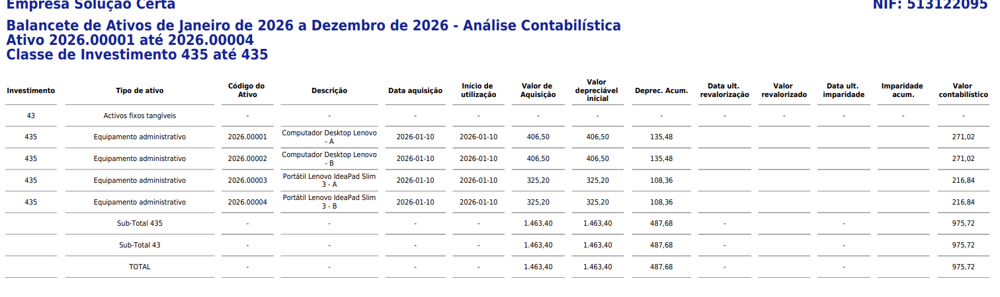 Empresa Solução Certa NIF: 513122095
Balancete de Ativos de Janeiro de 2026 a Dezembro de 2026 - Análise Contabilística
Ativo 2026.00001 até 2026.00004
Classe de Investimento 435 até 435
Investimento Tipo de ativo Código do Ativo Descrição Data aquisição Início de utilização Valor de Aquisição Valor depreciável inicial Deprec. Acum. Data ult. revalorização Valor revalorizado Data ult. imparidade Imparidade acum. Valor contabilístico
43 Activos fixos tangíveis - - - - - - - - - - - -
435 Equipamento administrativo 2026.00001 Computador Desktop Lenovo - A 2026-01-10 2026-01-10 406,50 406,50 135,48 271,02
435 Equipamento administrativo 2026.00002 Computador Desktop Lenovo - B 2026-01-10 2026-01-10 406,50 406,50 135,48 271,02
435 Equipamento administrativo 2026.00003 Portátil Lenovo IdeaPad Slim 3 - A 2026-01-10 2026-01-10 325,20 325,20 108,36 216,84
435 Equipamento administrativo 2026.00004 Portátil Lenovo IdeaPad Slim 3 - B 2026-01-10 2026-01-10 325,20 325,20 108,36 216,84
Sub-Total 435 - - - - 1.463,40 1.463,40 487,68 - - 975,72
Sub-Total 43 - - - - 1.463,40 1.463,40 487,68 - - 975,72
TOTAL - - - - 1.463,40 1.463,40 487,68 - - 975,72